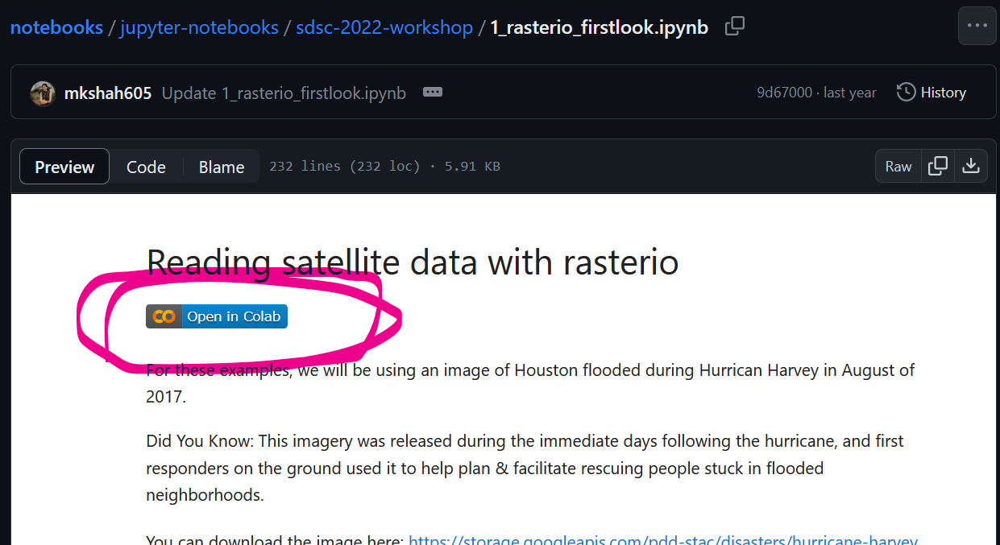 notebooks / jupyter-notebooks / sdsc-2022-workshop / 1_rasterio_firstlook.ipynb
mkshah605 Update 1_rasterio_firstlook.ipynb 9d67000 · last year History
Preview Code Blame 232 lines (232 loc) · 5.91 KB Raw
Reading satellite data with rasterio
Open in Colab
For these examples, we will be using an image of Houston flooded during Hurrican Harvey in August of
2017.
Did You Know: This imagery was released during the immediate days following the hurricane, and first
responders on the ground used it to help plan & facilitate rescuing people stuck in flooded
neighborhoods.
You can download the image here: https://storage.googleapis.com/pdd-stac/disasters/hurricane-harvey